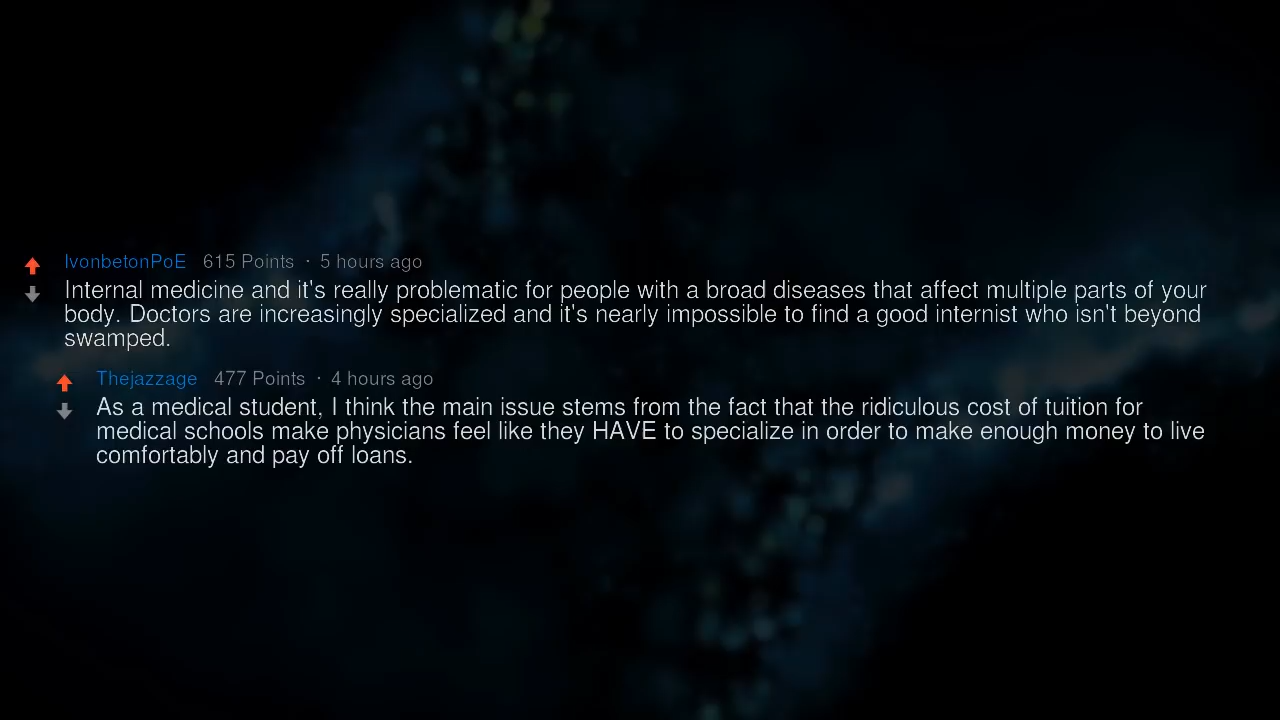 IvonbetonPoE 615 Points · 5 hours ago
Internal medicine and it's really problematic for people with a broad diseases that affect multiple parts of your
body. Doctors are increasingly specialized and it's nearly impossible to find a good internist who isn't beyond
swamped.
Thejazzage 477 Points · 4 hours ago
As a medical student, I think the main issue stems from the fact that the ridiculous cost of tuition for
medical schools make physicians feel like they HAVE to specialize in order to make enough money to live
comfortably and pay off loans.